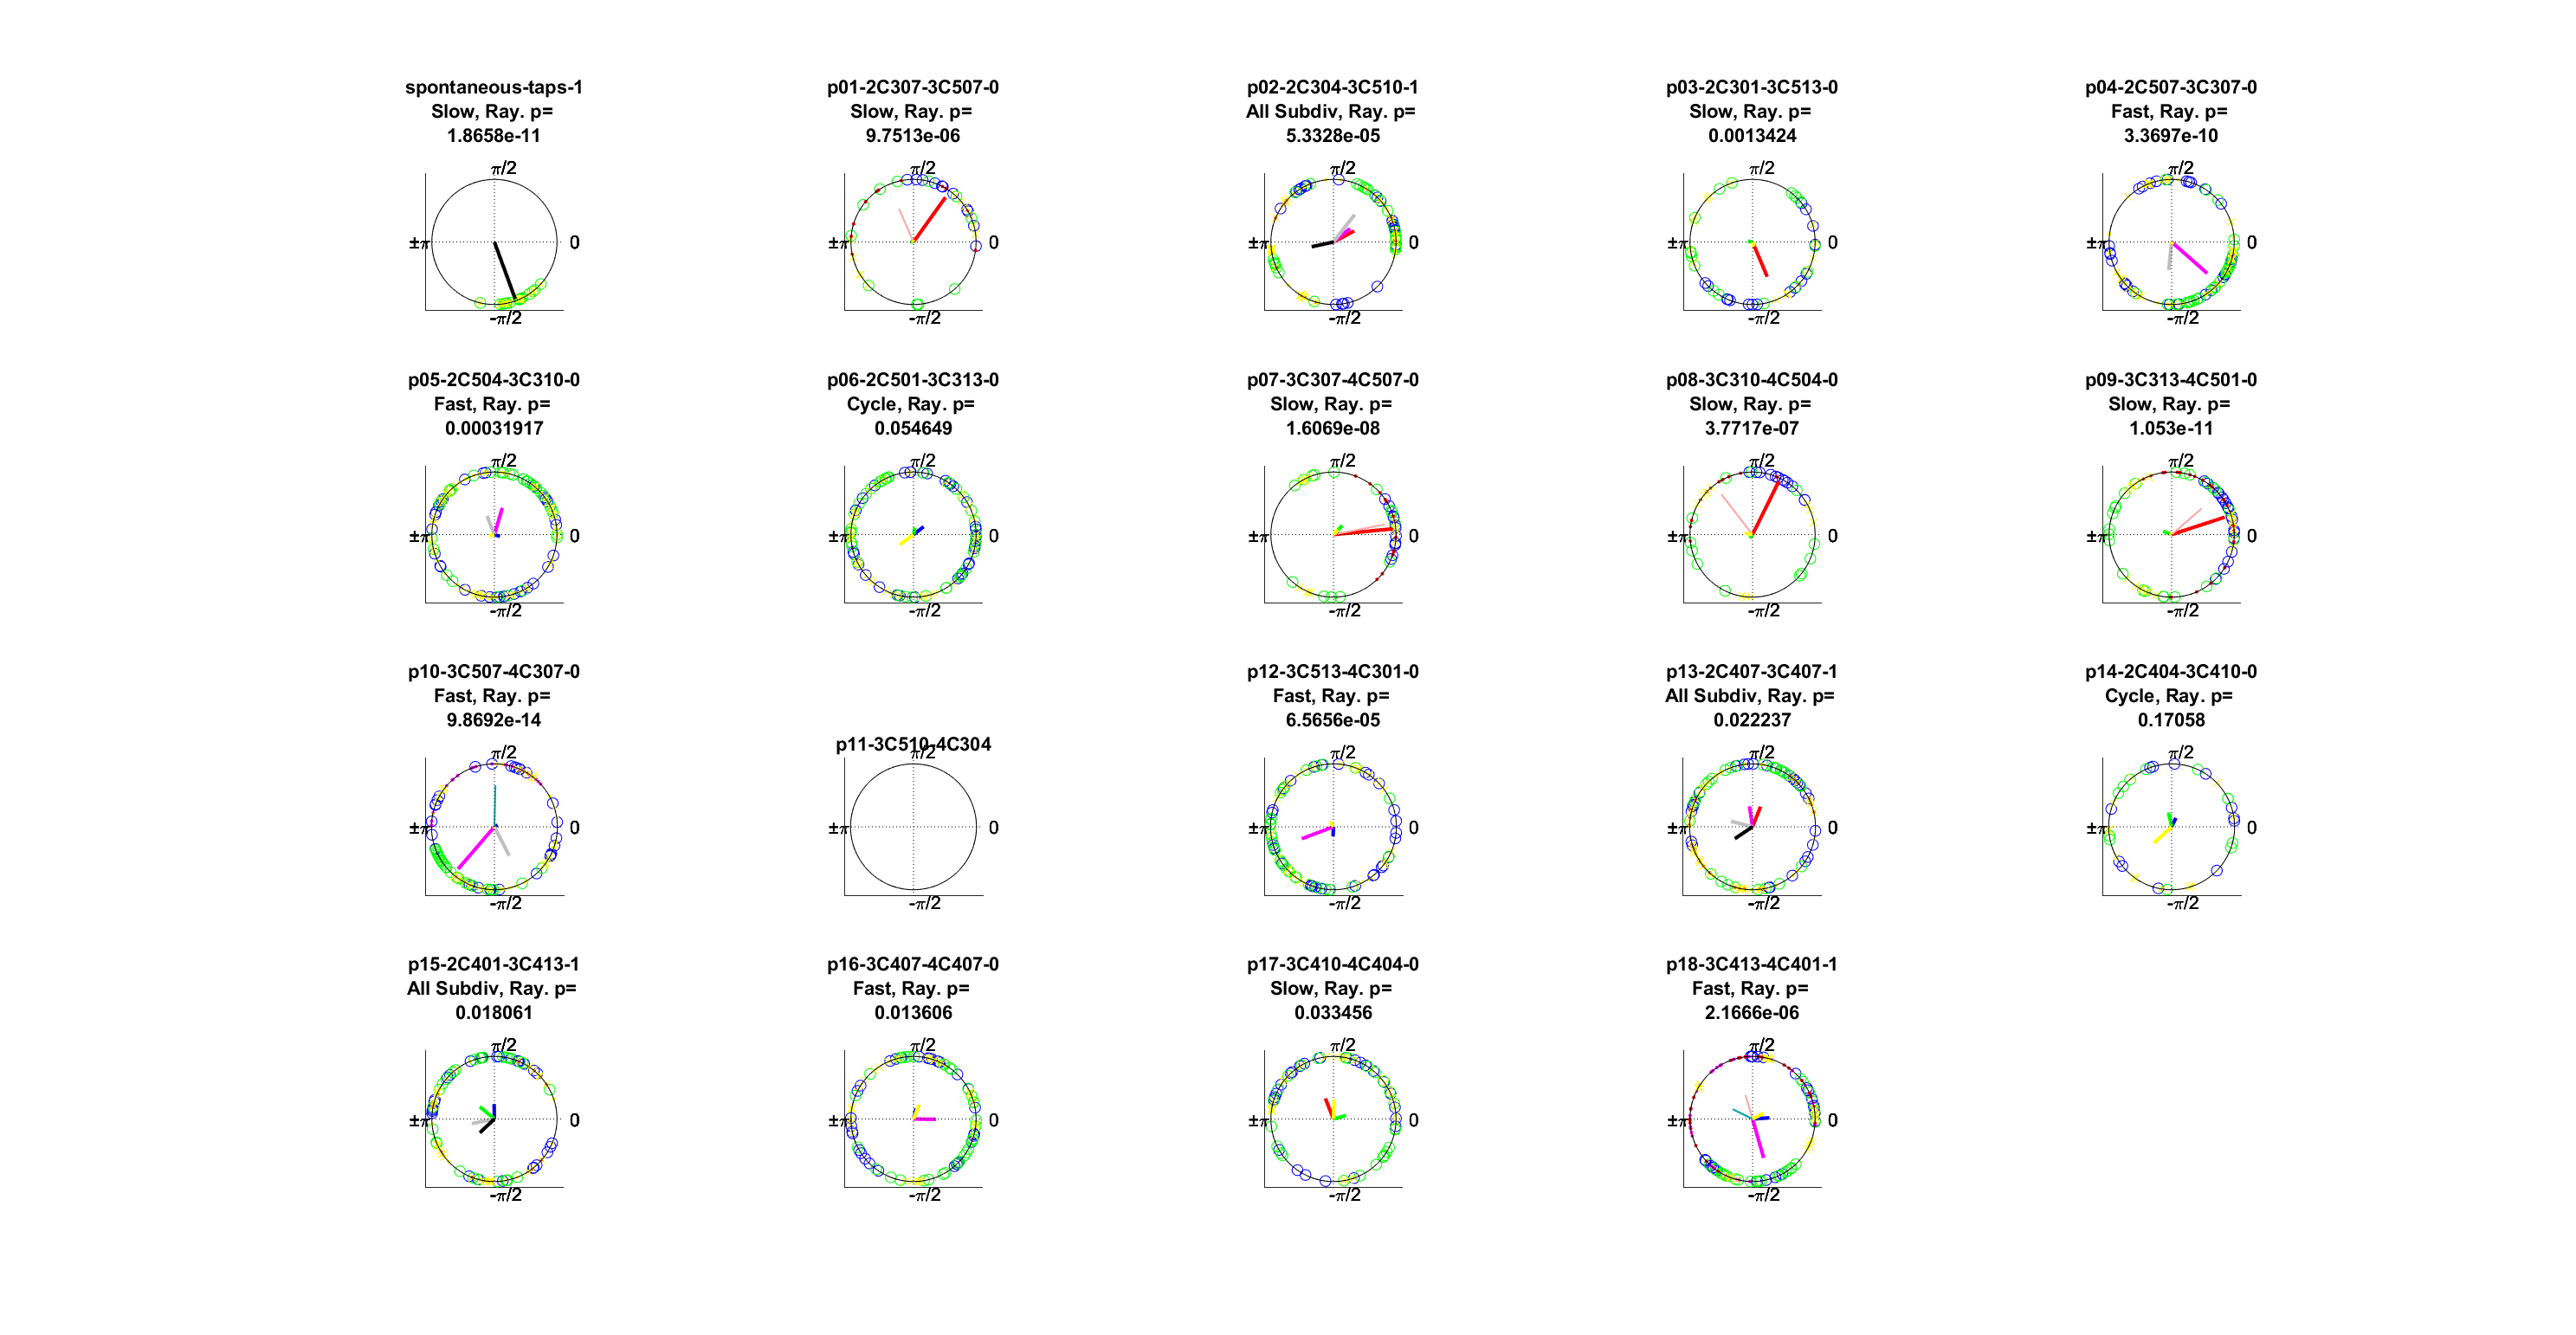 spontaneous-taps-1
Slow, Ray. p=
1.8658e-11
π/2
±π
0
-π/2
p01-2C307-3C507-0
Slow, Ray. p=
9.7513e-06
π/2
±π
0
-π/2
p02-2C304-3C510-1
All Subdiv, Ray. p=
5.3328e-05
π/2
±π
0
-π/2
p03-2C301-3C513-0
Slow, Ray. p=
0.0013424
π/2
±π
0
-π/2
p04-2C507-3C307-0
Fast, Ray. p=
3.3697e-10
π/2
±π
0
-π/2
p05-2C504-3C310-0
Fast, Ray. p=
0.00031917
π/2
±π
0
-π/2
p06-2C501-3C313-0
Cycle, Ray. p=
0.054649
π/2
±π
0
-π/2
p07-3C307-4C507-0
Slow, Ray. p=
1.6069e-08
π/2
±π
0
-π/2
p08-3C310-4C504-0
Slow, Ray. p=
3.7717e-07
π/2
±π
0
-π/2
p09-3C313-4C501-0
Slow, Ray. p=
1.053e-11
π/2
±π
0
-π/2
p10-3C507-4C307-0
Fast, Ray. p=
9.8692e-14
π/2
±π
0
-π/2
p11-3C510-4C304
π/2
±π
0
-π/2
p12-3C513-4C301-0
Fast, Ray. p=
6.5656e-05
π/2
±π
0
-π/2
p13-2C407-3C407-1
All Subdiv, Ray. p=
0.022237
π/2
±π
0
-π/2
p14-2C404-3C410-0
Cycle, Ray. p=
0.17058
π/2
±π
0
-π/2
p15-2C401-3C413-1
All Subdiv, Ray. p=
0.018061
π/2
±π
0
-π/2
p16-3C407-4C407-0
Fast, Ray. p=
0.013606
π/2
±π
0
-π/2
p17-3C410-4C404-0
Slow, Ray. p=
0.033456
π/2
±π
0
-π/2
p18-3C413-4C401-1
Fast, Ray. p=
2.1666e-06
π/2
±π
0
-π/2